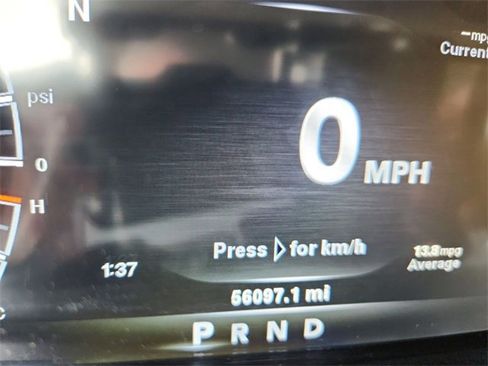 N
--mpg
Current
psi
0
0 MPH
H
Press ▷ for km/h
13.8 mpg
Average
1:37
56097.1 mi
C
P R N D